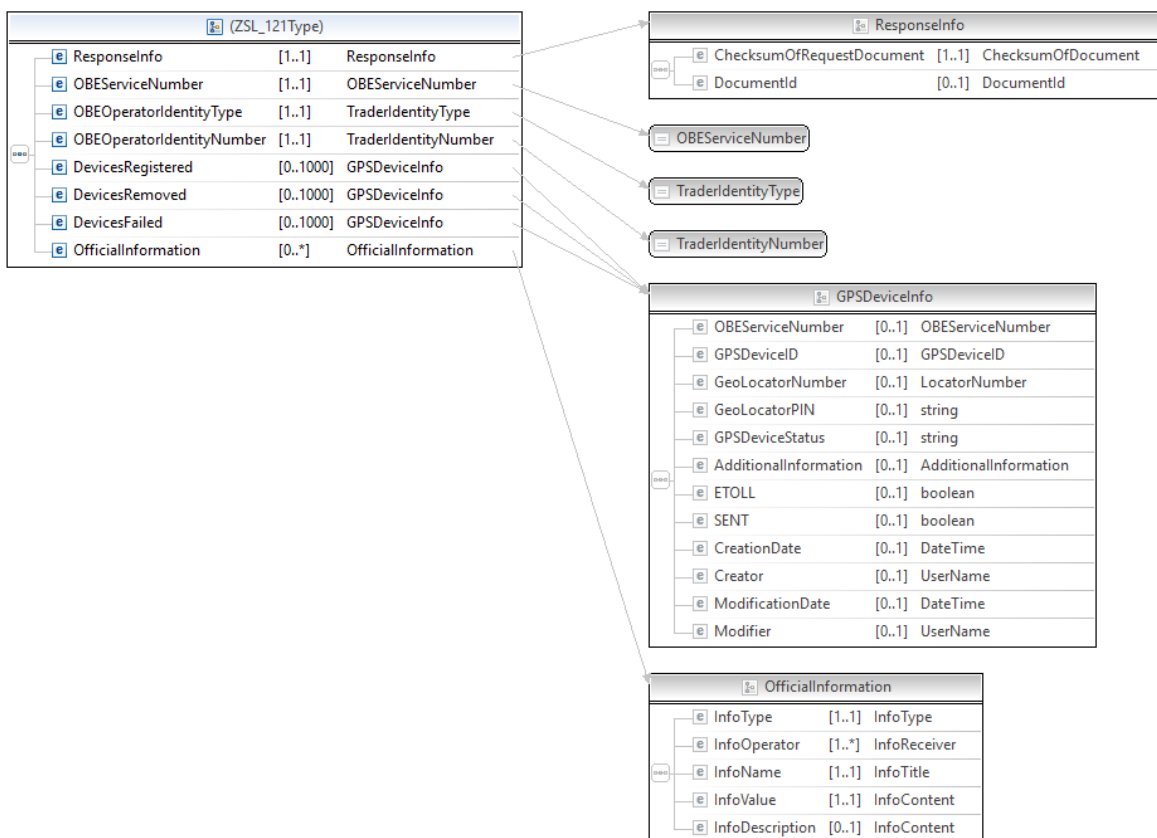 (ZSL_121Type)
ResponseInfo [1..1] ResponseInfo
OBEServiceNumber [1..1] OBEServiceNumber
OBEOperatorIdentityType [1..1] TraderIdentityType
OBEOperatorIdentityNumber [1..1] TraderIdentityNumber
DevicesRegistered [0..1000] GPSDeviceInfo
DevicesRemoved [0..1000] GPSDeviceInfo
DevicesFailed [0..1000] GPSDeviceInfo
OfficialInformation [0..*] OfficialInformation
ResponseInfo
ChecksumOfRequestDocument [1..1] ChecksumOfDocument
DocumentId [0..1] DocumentId
OBEServiceNumber
TraderIdentityType
TraderIdentityNumber
GPSDeviceInfo
OBEServiceNumber [0..1] OBEServiceNumber
GPSDeviceID [0..1] GPSDeviceID
GeoLocatorNumber [0..1] LocatorNumber
GeoLocatorPIN [0..1] string
GPSDeviceStatus [0..1] string
AdditionalInformation [0..1] AdditionalInformation
ETOLL [0..1] boolean
SENT [0..1] boolean
CreationDate [0..1] DateTime
Creator [0..1] UserName
ModificationDate [0..1] DateTime
Modifier [0..1] UserName
OfficialInformation
InfoType [1..1] InfoType
InfoOperator [1..*] InfoReceiver
InfoName [1..1] InfoTitle
InfoValue [1..1] InfoContent
InfoDescription [0..1] InfoContent